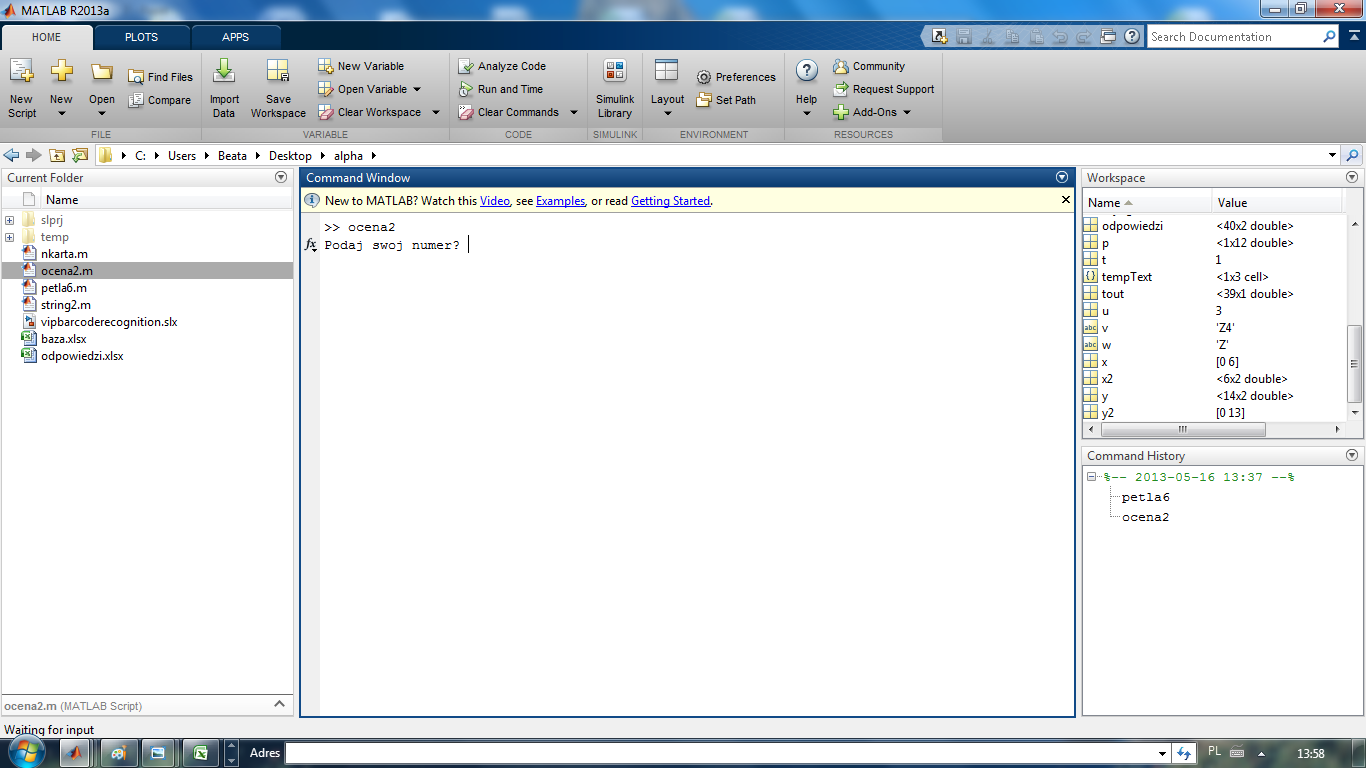 MATLAB R2013a
HOME PLOTS APPS
Search Documentation
New Script
New
Open
Find Files
Compare
FILE
Import Data
Save Workspace
New Variable
Open Variable
Clear Workspace
VARIABLE
Analyze Code
Run and Time
Clear Commands
CODE
Simulink Library
SIMULINK
Layout
Preferences
Set Path
ENVIRONMENT
Help
Community
Request Support
Add-Ons
RESOURCES
C: Users Beata Desktop alpha
Current Folder
Name
slprj
temp
nkarta.m
ocena2.m
petla6.m
string2.m
vipbarcoderecognition.slx
baza.xlsx
odpowiedzi.xlsx
ocena2.m (MATLAB Script)
Command Window
New to MATLAB? Watch this Video, see Examples, or read Getting Started.
>> ocena2
fx Podaj swoj numer?
Workspace
Name Value
odpowiedzi <40x2 double>
p <1x12 double>
t 1
{} tempText <1x3 cell>
tout <39x1 double>
u 3
abc v 'Z4'
abc w 'Z'
x [0 6]
x2 <6x2 double>
y <14x2 double>
y2 [0 13]
Command History
%-- 2013-05-16 13:37 --%
petla6
ocena2
Waiting for input
Adres
PL
13:58